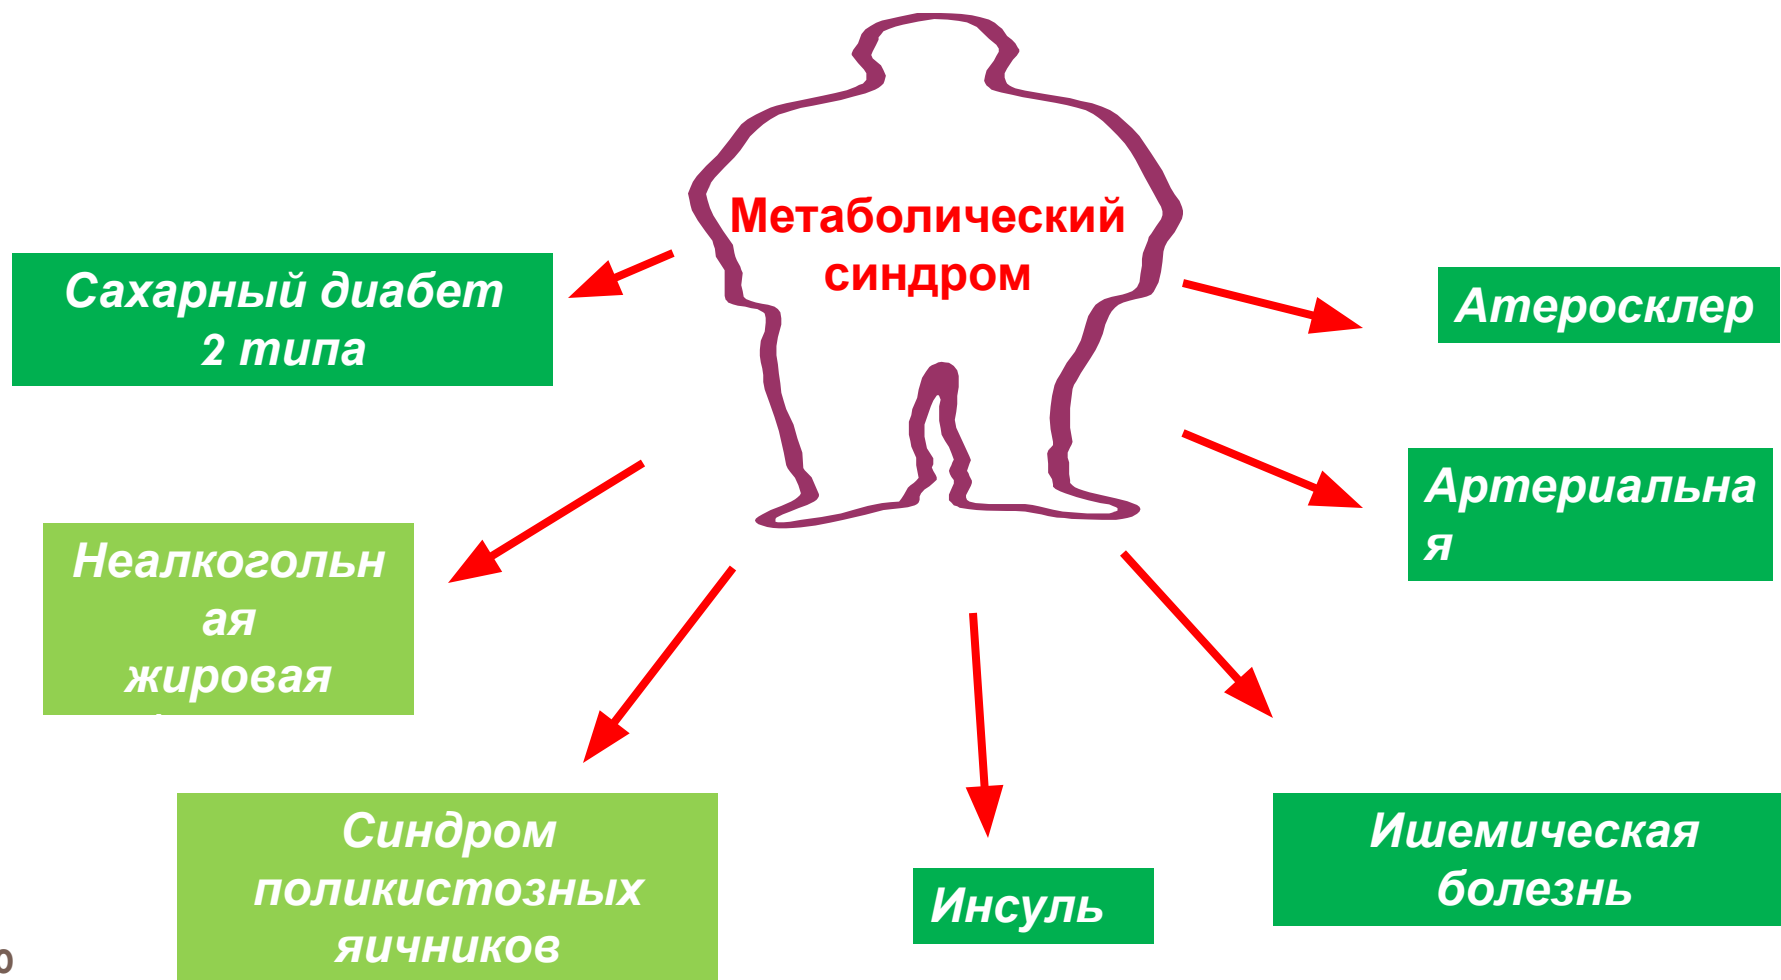 Метаболический
синдром
Сахарный диабет
2 типа
Атеросклер
Артериальна
я
Неалкогольн
ая
жировая
Синдром
поликистозных
яичников
Инсуль
Ишемическая
болезнь